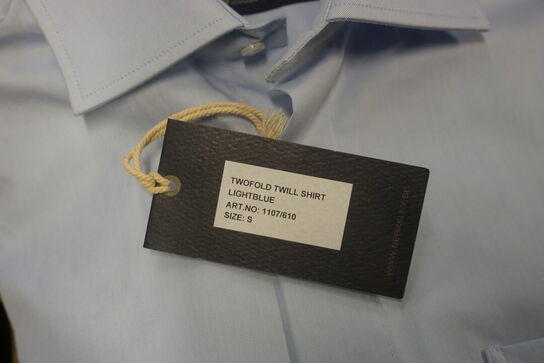 TWOFOLD TWILL SHIRT
LIGHTBLUE
ART.NO: 1107/610
SIZE: S